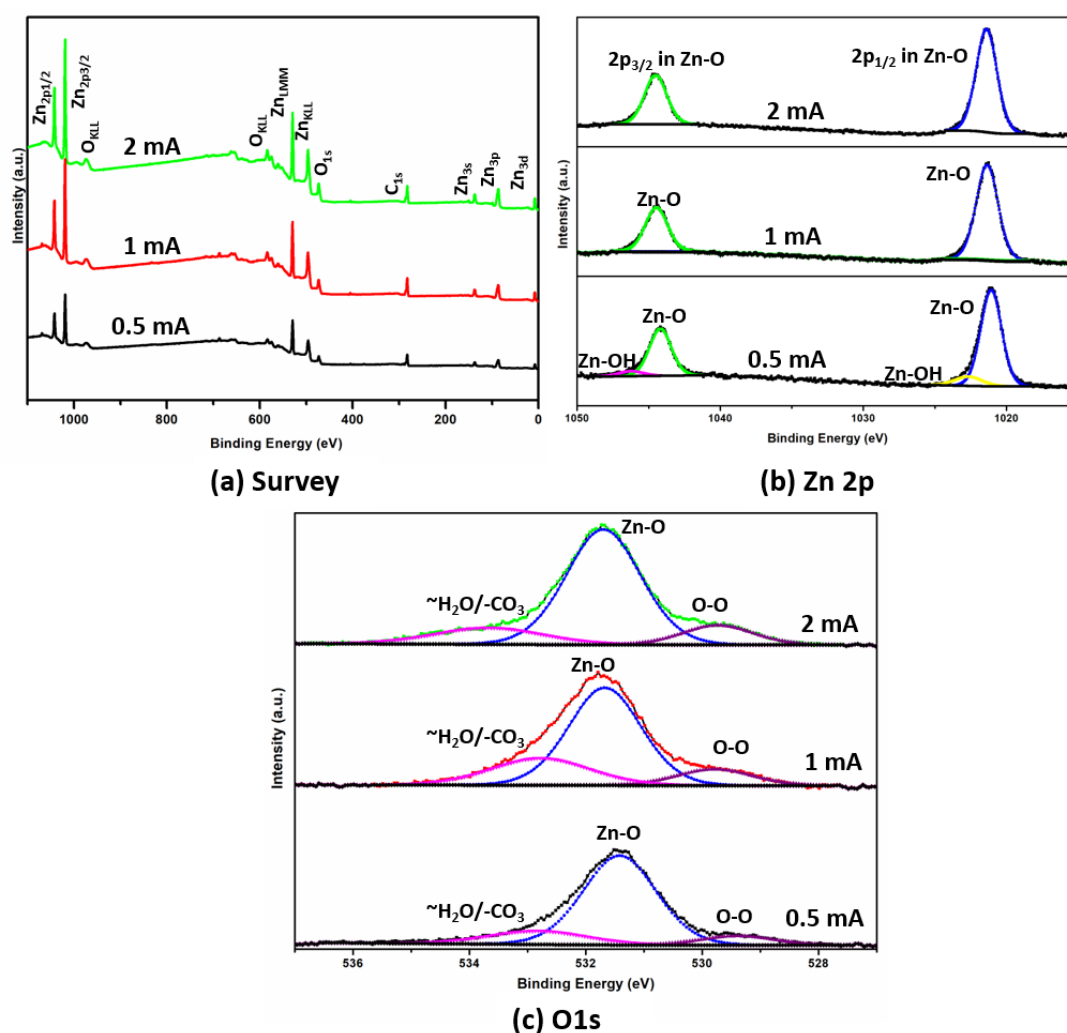 Intensity (a.u.)
Zn2p1/2
Zn2p3/2
OKLL
OKLL
ZnLMM
ZnKLL
O1s
C1s
Zn3s
Zn3p
Zn3d
2 mA
1 mA
0.5 mA
1000 800 600 400 200 0
Binding Energy (eV)
(a) Survey
Intensity (a.u.)
2p3/2 in Zn-O
2p1/2 in Zn-O
2 mA
Zn-O
Zn-O
1 mA
Zn-O
Zn-O
Zn-OH
Zn-OH
0.5 mA
1050 1040 1030 1020
Binding Energy (eV)
(b) Zn 2p
Intensity (a.u.)
Zn-O
~H2O/-CO3
O-O
2 mA
Zn-O
~H2O/-CO3
O-O
1 mA
Zn-O
~H2O/-CO3
O-O
0.5 mA
536 534 532 530 528
Binding Energy (eV)
(c) O1s